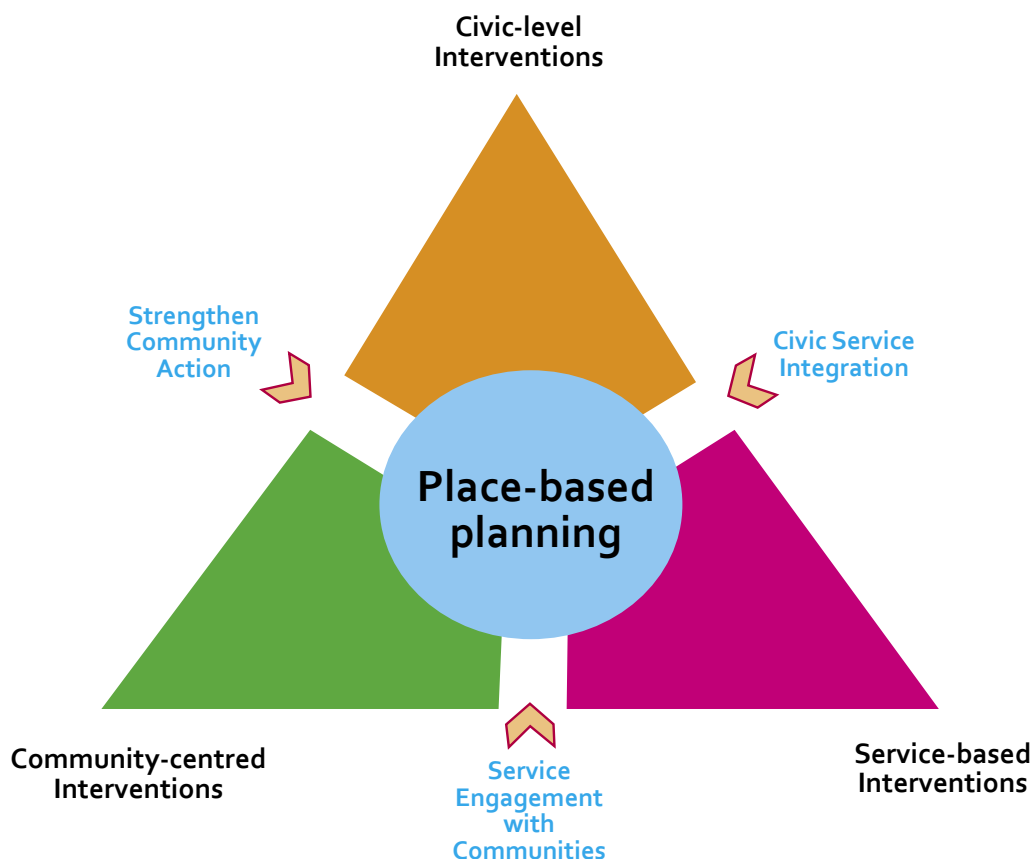 Civic-level
Interventions
Strengthen
Community
Action
Civic Service
Integration
Place-based
planning
Community-centred
Interventions
Service
Engagement
with
Communities
Service-based
Interventions